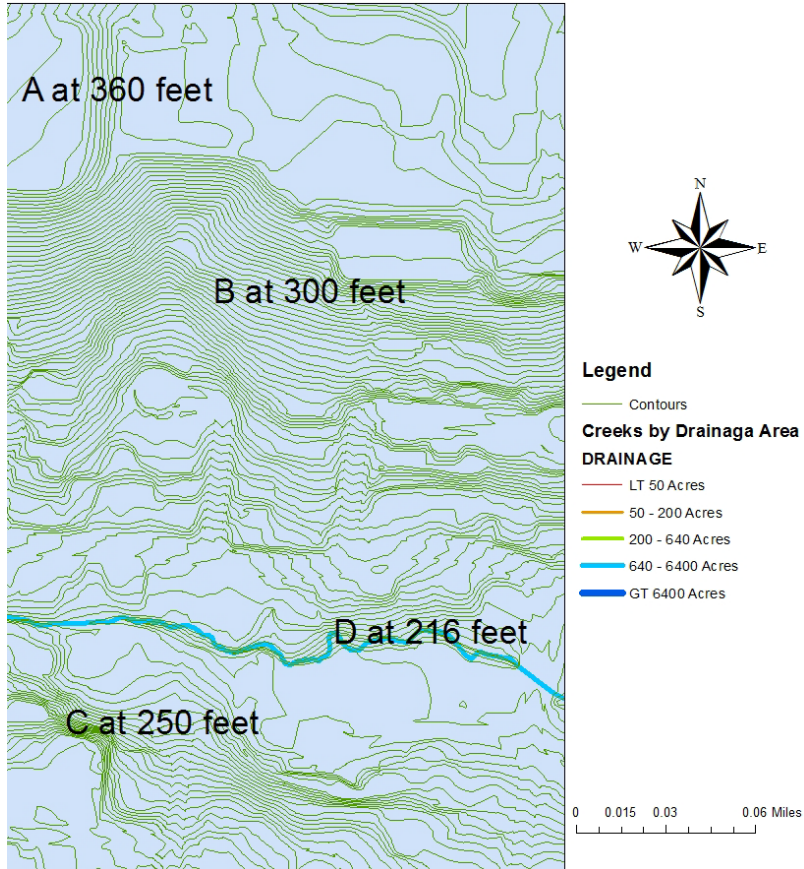 A at 360 feet
B at 300 feet
D at 216 feet
C at 250 feet
N
W
E
S
Legend
Contours
Creeks by Drainaga Area
DRAINAGE
LT 50 Acres
50 - 200 Acres
200 - 640 Acres
640 - 6400 Acres
GT 6400 Acres
0 0.015 0.03 0.06 Miles